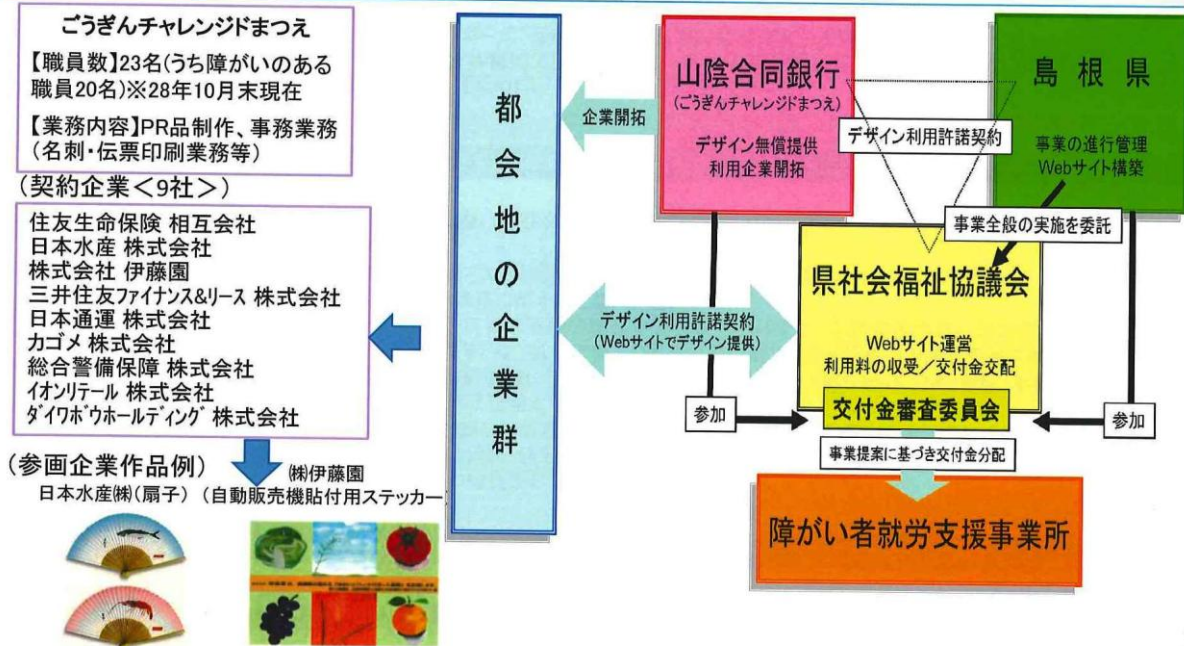 ごうぎんチャレンジドまつえ
【職員数】23名(うち障がいのある
職員20名)※28年10月末現在
【業務内容】PR品制作、事務業務
(名刺・伝票印刷業務等)
(契約企業<9社>)
住友生命保険 相互会社
日本水産 株式会社
株式会社 伊藤園
三井住友ファイナンス&リース 株式会社
日本通運 株式会社
カゴメ 株式会社
総合警備保障 株式会社
イオンリテール 株式会社
ダイワボウホールディング 株式会社
(参画企業作品例)
日本水産㈱(扇子)
㈱伊藤園
(自動販売機貼付用ステッカー
都会地の企業群
企業開拓
山陰合同銀行
(ごうぎんチャレンジドまつえ)
デザイン無償提供
利用企業開拓
デザイン利用許諾契約
島根県
事業の進行管理
Webサイト構築
事業全般の実施を委託
デザイン利用許諾契約
(Webサイトでデザイン提供)
県社会福祉協議会
Webサイト運営
利用料の収受/交付金交配
交付金審査委員会
参加
参加
事業提案に基づき交付金分配
障がい者就労支援事業所